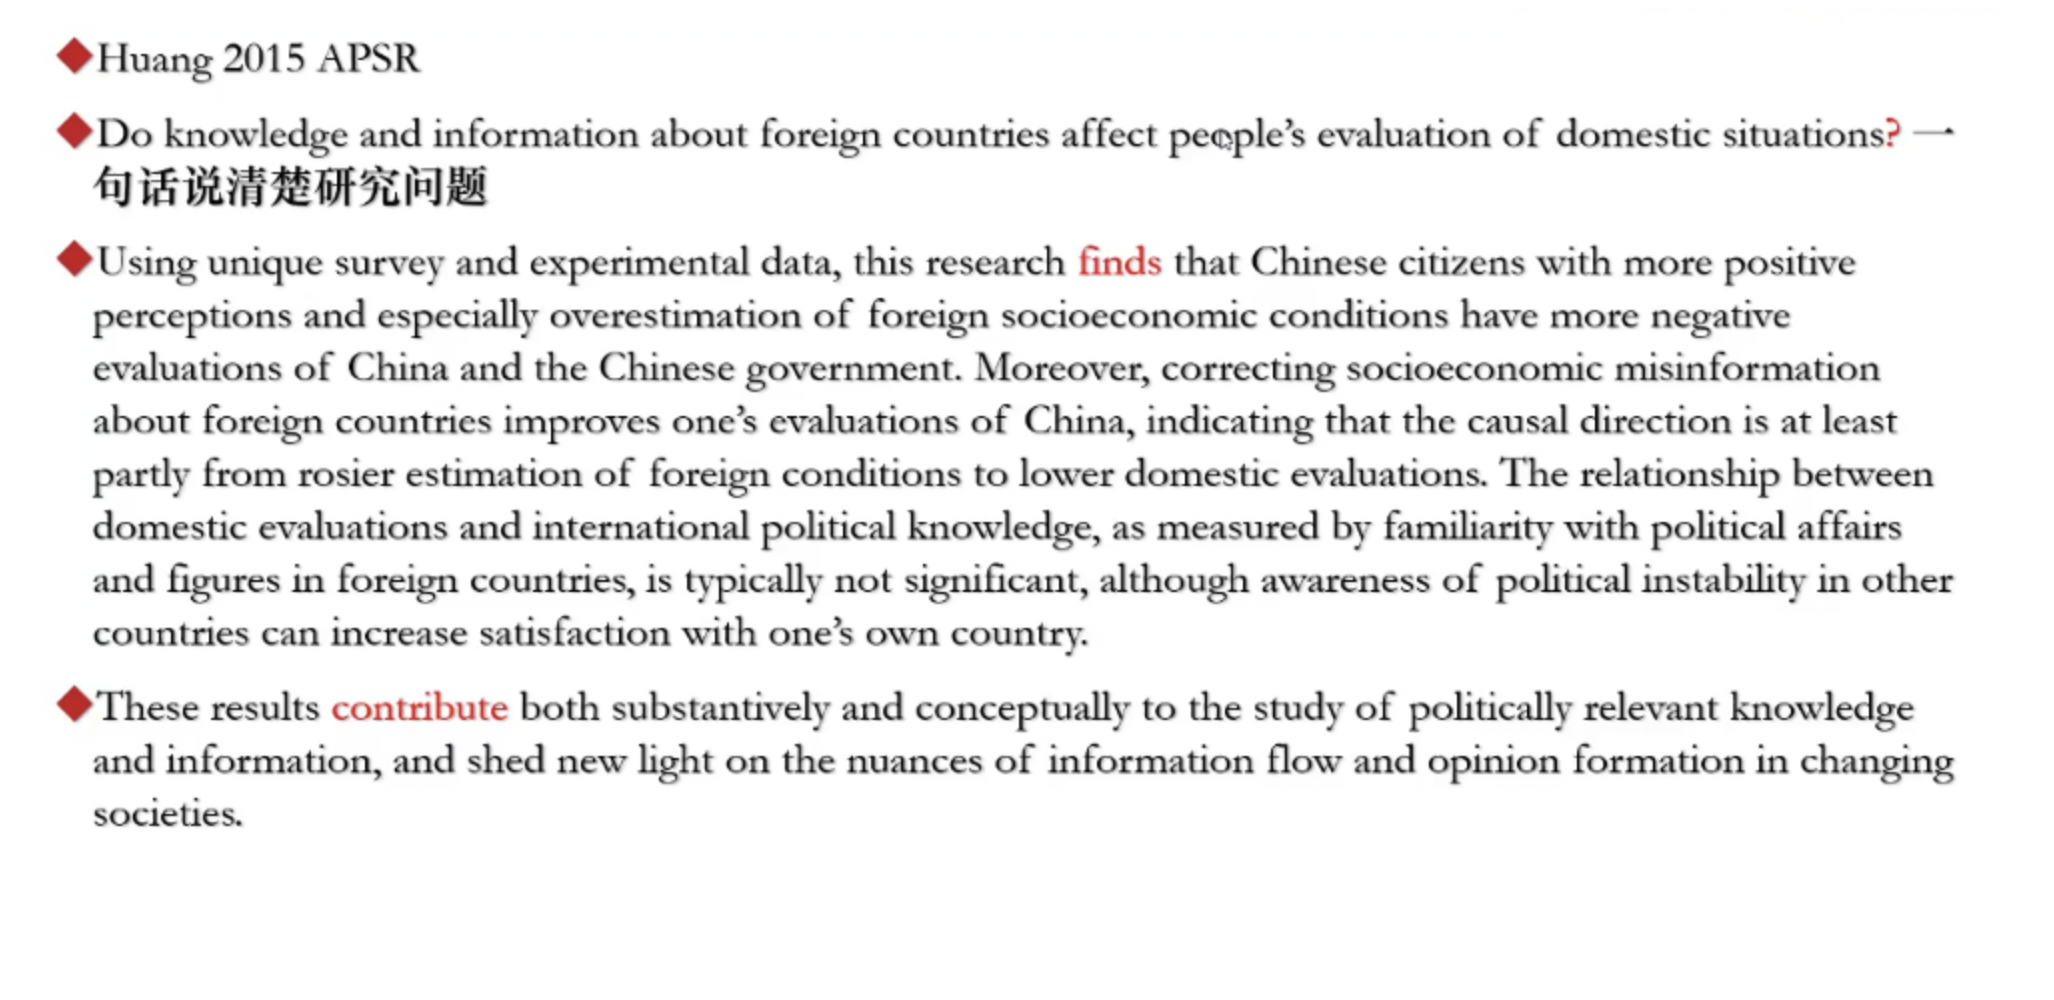 Huang 2015 APSR
Do knowledge and information about foreign countries affect people's evaluation of domestic situations? 一
句话说清楚研究问题
Using unique survey and experimental data, this research finds that Chinese citizens with more positive
perceptions and especially overestimation of foreign socioeconomic conditions have more negative
evaluations of China and the Chinese government. Moreover, correcting socioeconomic misinformation
about foreign countries improves one's evaluations of China, indicating that the causal direction is at least
partly from rosier estimation of foreign conditions to lower domestic evaluations. The relationship between
domestic evaluations and international political knowledge, as measured by familiarity with political affairs
and figures in foreign countries, is typically not significant, although awareness of political instability in other
countries can increase satisfaction with one's own country.
These results contribute both substantively and conceptually to the study of politically relevant knowledge
and information, and shed new light on the nuances of information flow and opinion formation in changing
societies.